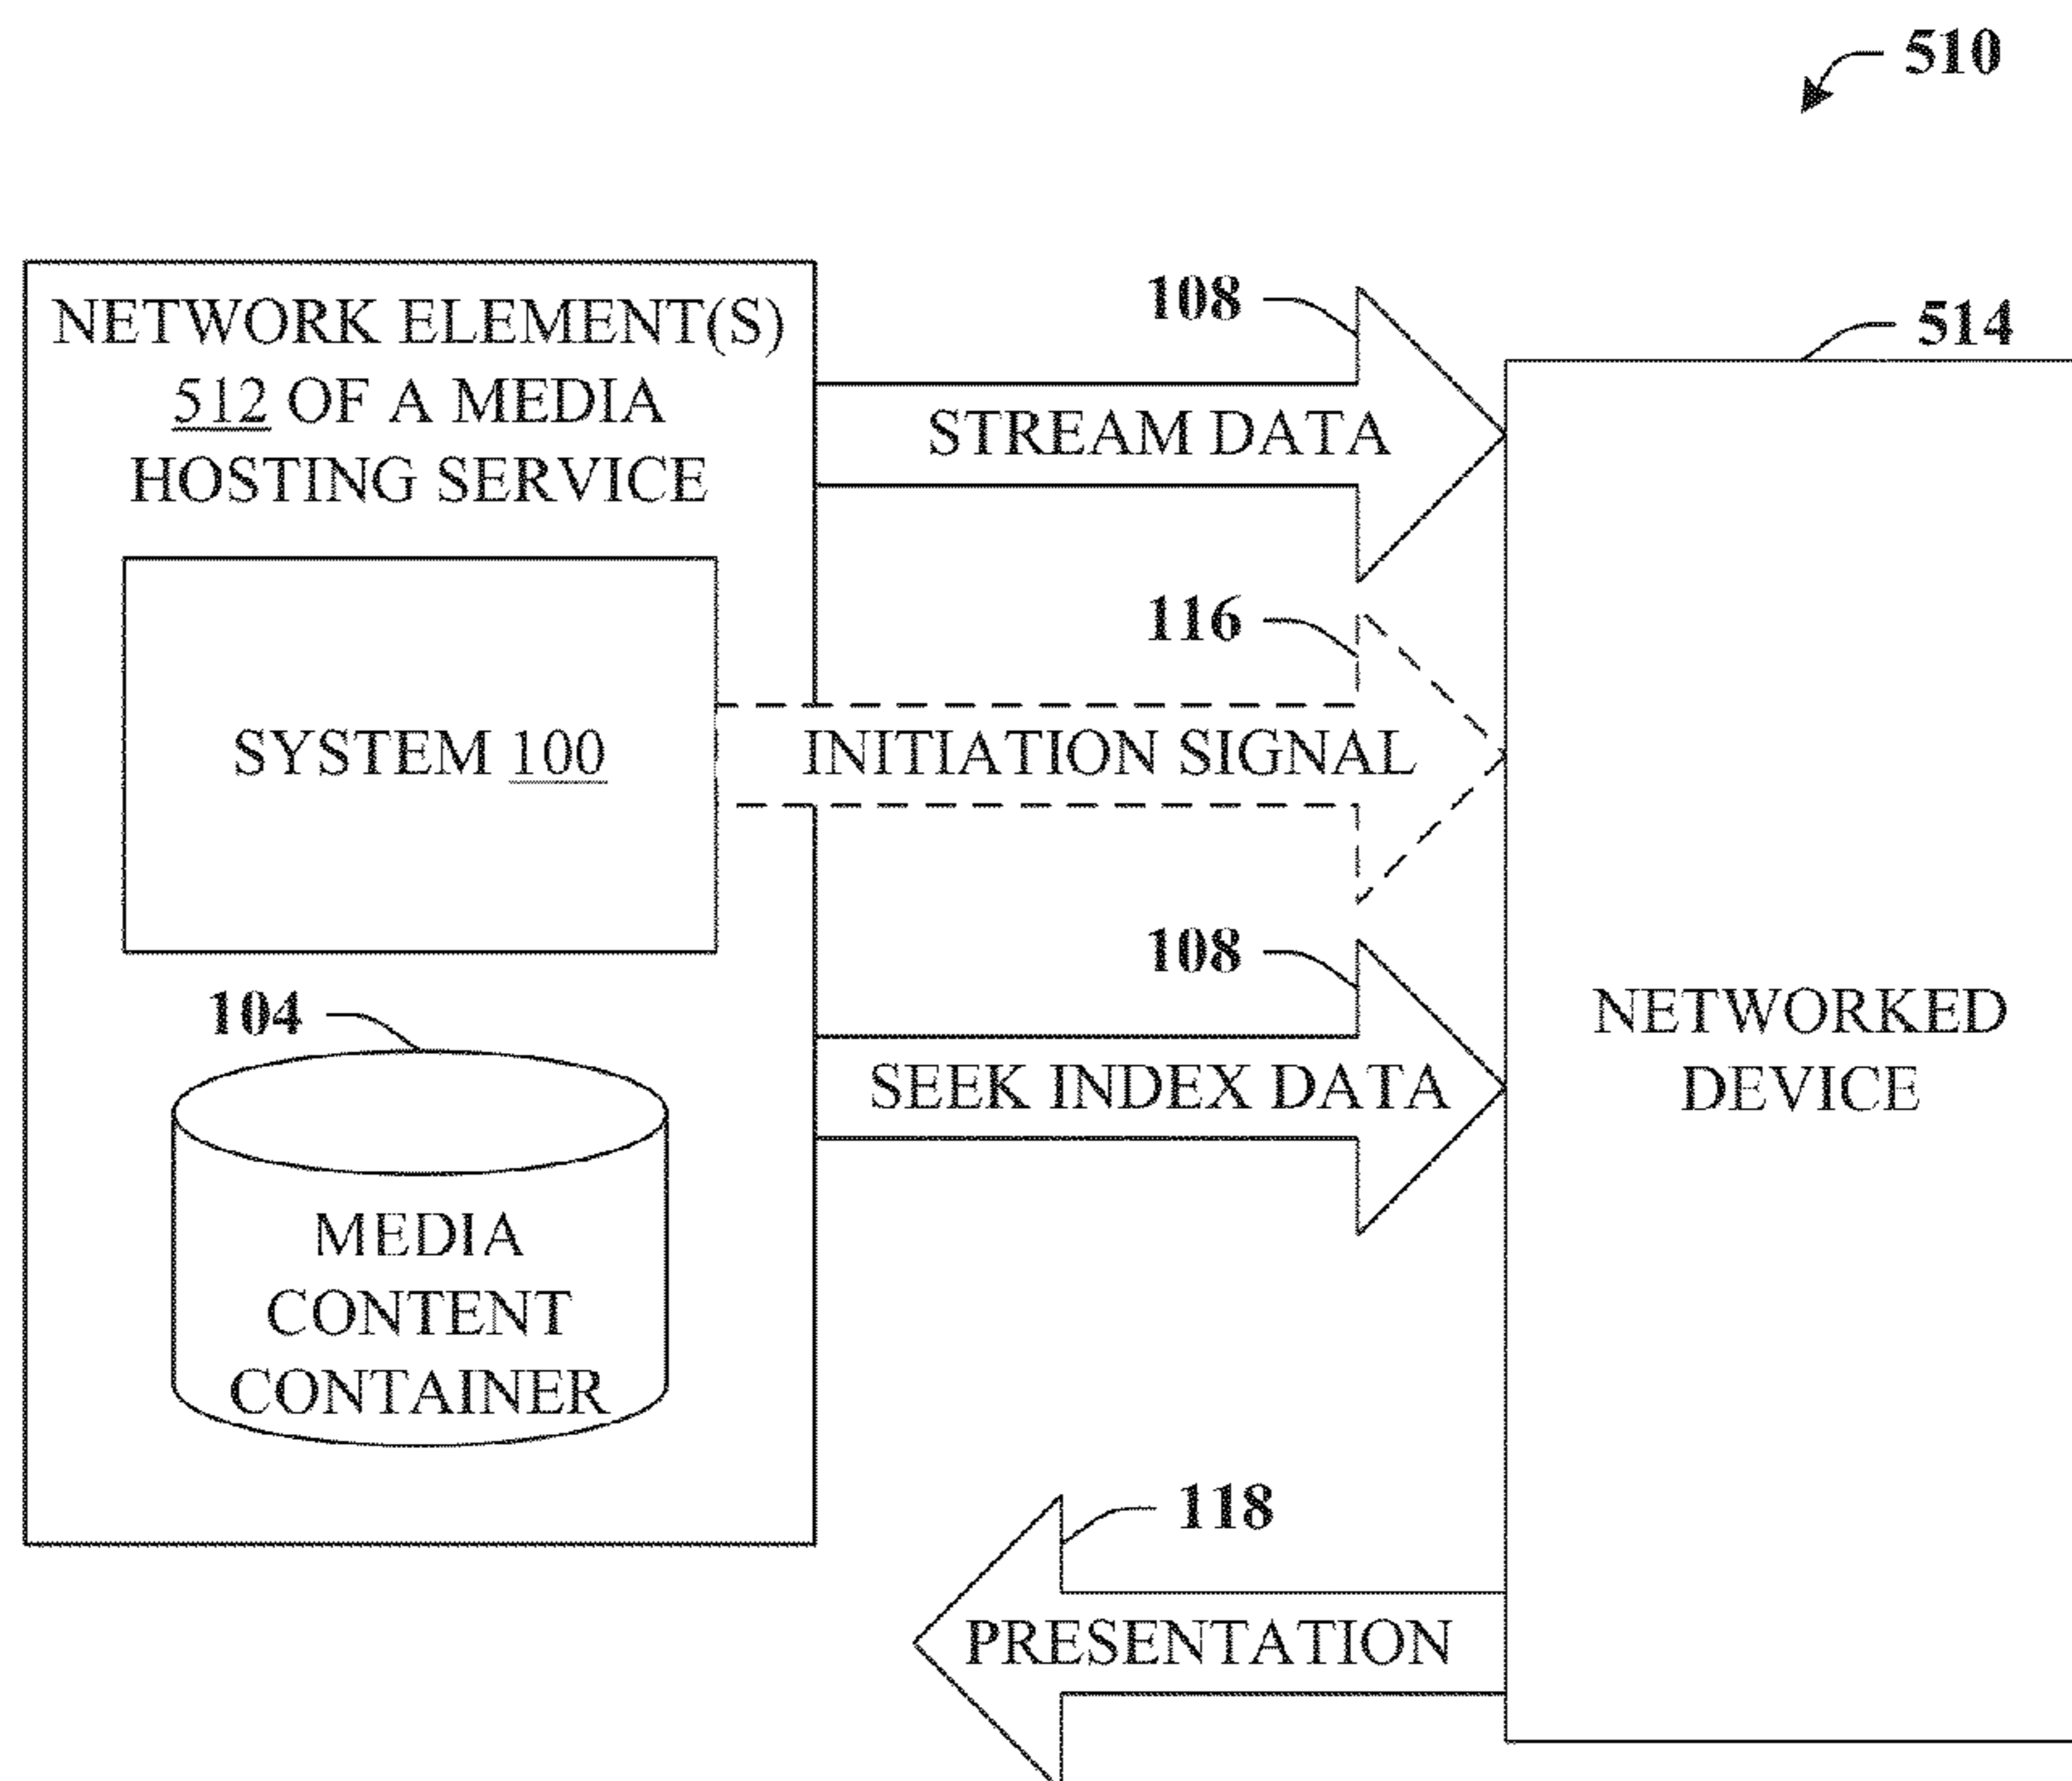 510
NETWORK ELEMENT(S)
512 OF A MEDIA
HOSTING SERVICE
108
STREAM DATA
514
116
SYSTEM 100
INITIATION SIGNAL
108
SEEK INDEX DATA
NETWORKED
DEVICE
104
MEDIA
CONTENT
CONTAINER
118
PRESENTATION